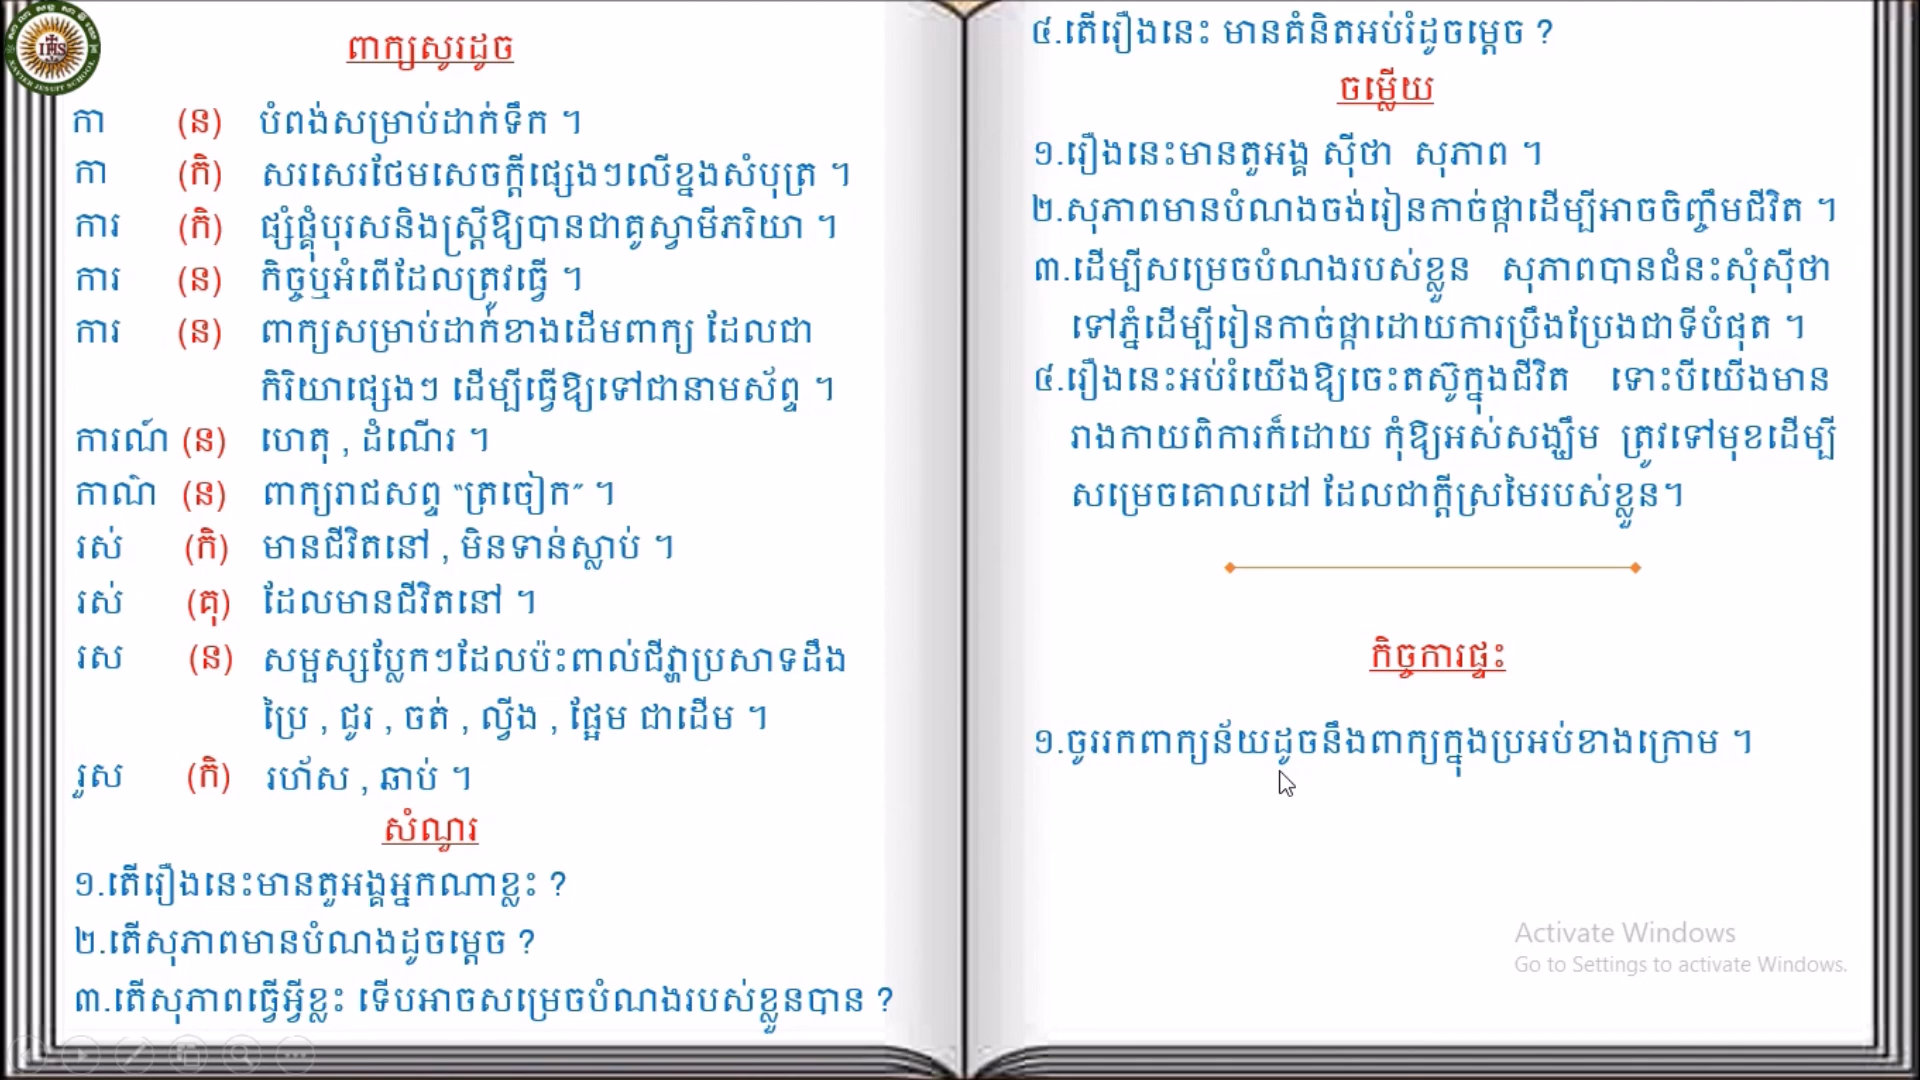 ពាក្យសូរដូច
កា (ន) បំពង់សម្រាប់ដាក់ទឹក ។
កា (កិ) សរសេរថែមសេចក្តីផ្សេងៗលើខ្នងសំបុត្រ ។
ការ (កិ) ផ្សំផ្គុំបុរសនិងស្ត្រីឱ្យបានជាគូស្វាមីភរិយា ។
ការ (ន) កិច្ចឬអំពើដែលត្រូវធ្វើ ។
ការ (ន) ពាក្យសម្រាប់ដាក់ខាងដើមពាក្យ ដែលជា
កិរិយាផ្សេងៗ ដើម្បីធ្វើឱ្យទៅជានាមស័ព្ទ ។
ការណ៍ (ន) ហេតុ , ដំណើរ ។
កាណ៌ (ន) ពាក្យរាជសព្ទ “ត្រចៀក” ។
រស់ (កិ) មានជីវិតនៅ , មិនទាន់ស្លាប់ ។
រស់ (គុ) ដែលមានជីវិតនៅ ។
រស (ន) សម្ផស្សប្លែកៗដែលប៉ះពាល់ជីវ្ហាប្រសាទដឹង
ប្រៃ , ជូរ , ចត់ , ល្វីង , ផ្អែម ជាដើម ។
រួស (កិ) រហ័ស , ឆាប់ ។
សំណួរ
១.តើរឿងនេះមានតួអង្គអ្នកណាខ្លះ ?
២.តើសុភាពមានបំណងដូចម្តេច ?
៣.តើសុភាពធ្វើអ្វីខ្លះ ទើបអាចសម្រេចបំណងរបស់ខ្លួនបាន ?
៤.តើរឿងនេះ មានគំនិតអប់រំដូចម្តេច ?
ចម្លើយ
១.រឿងនេះមានតួអង្គ ស៊ីថា សុភាព ។
២.សុភាពមានបំណងចង់រៀនកាច់ផ្កាដើម្បីអាចចិញ្ចឹមជីវិត ។
៣.ដើម្បីសម្រេចបំណងរបស់ខ្លួន សុភាពបានជំនះសុំស៊ីថា
ទៅភ្នំដើម្បីរៀនកាច់ផ្កាដោយការប្រឹងប្រែងជាទីបំផុត ។
៤.រឿងនេះអប់រំយើងឱ្យចេះតស៊ូក្នុងជីវិត ទោះបីយើងមាន
រាងកាយពិការក៏ដោយ កុំឱ្យអស់សង្ឃឹម ត្រូវទៅមុខដើម្បី
សម្រេចគោលដៅ ដែលជាក្តីស្រមៃរបស់ខ្លួន។
កិច្ចការផ្ទះ
១.ចូររកពាក្យន័យដូចនឹងពាក្យក្នុងប្រអប់ខាងក្រោម ។
Activate Windows
Go to Settings to activate Windows.